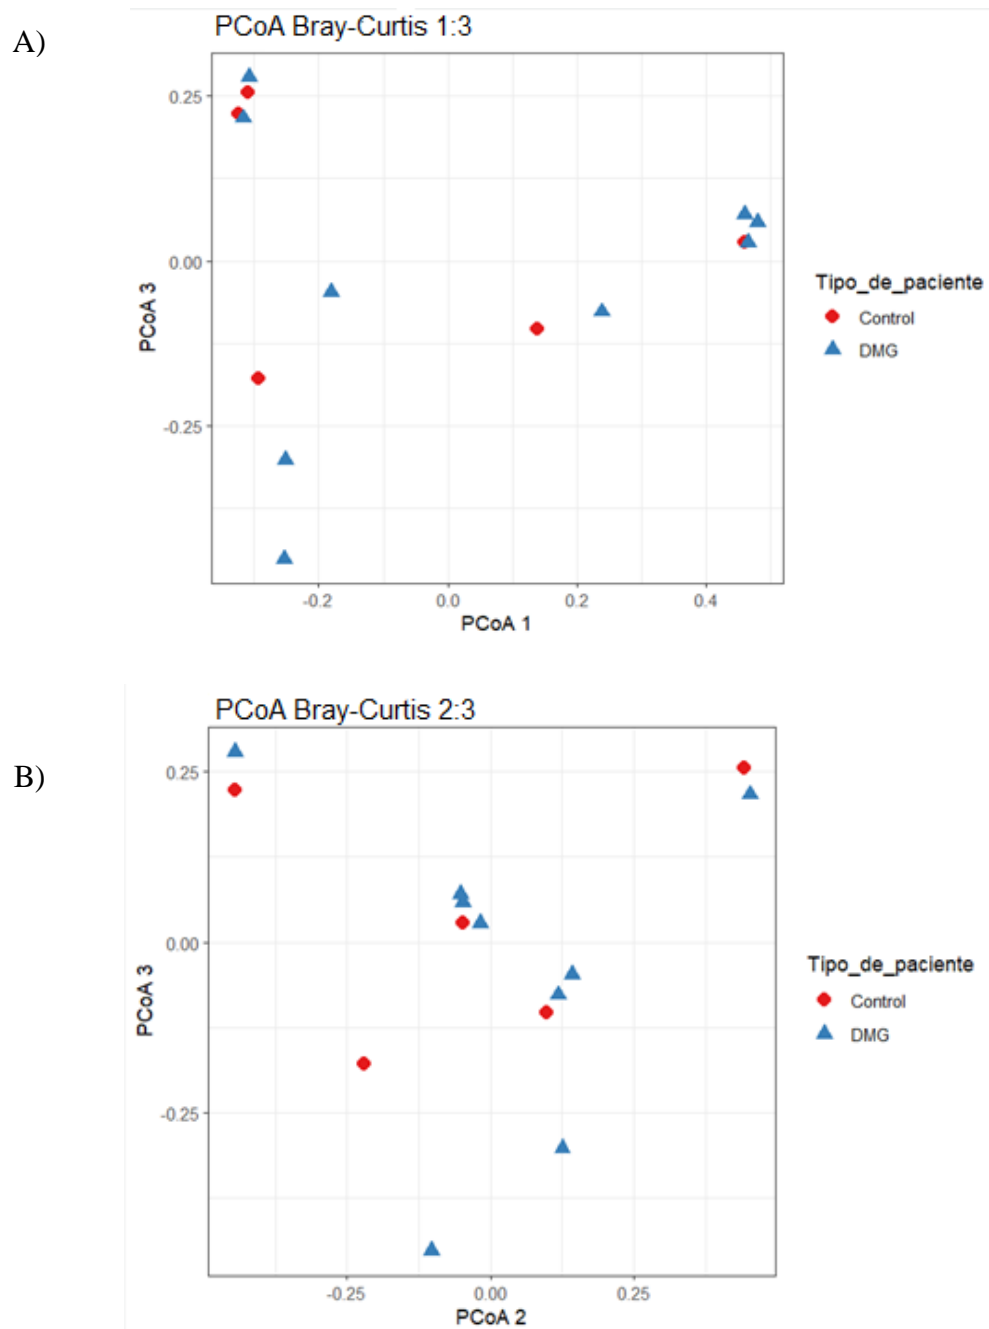 A)
PCoA Bray-Curtis 1:3
0.25
0.00
-0.25
PCoA 3
-0.2
0.0
0.2
0.4
PCoA 1
Tipo_de_paciente
Control
DMG
B)
PCoA Bray-Curtis 2:3
0.25
0.00
-0.25
PCoA 3
-0.25
0.00
0.25
PCoA 2
Tipo_de_paciente
Control
DMG